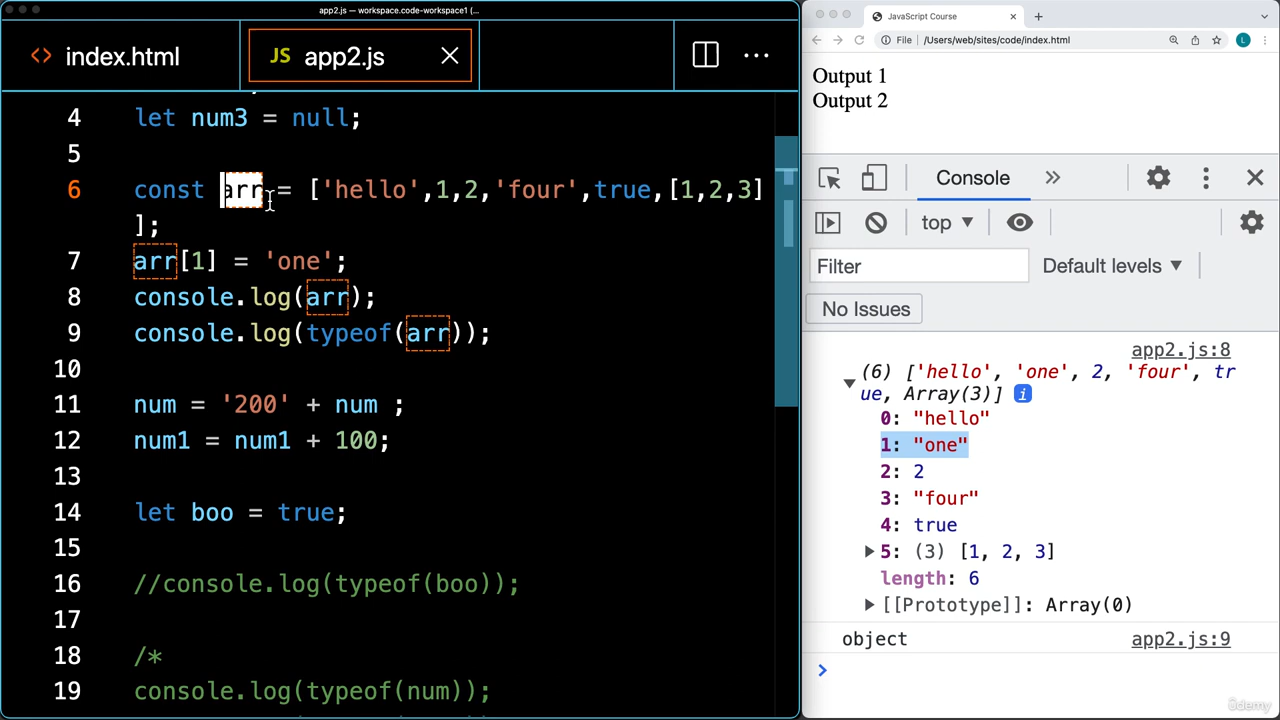 app2.js — workspace.code-workspace1 (...
index.html
JS app2.js
4 let num3 = null;
5
6 const arr = ['hello',1,2,'four',true,[1,2,3]
];
7 arr[1] = 'one';
8 console.log(arr);
9 console.log(typeof(arr));
10
11 num = '200' + num ;
12 num1 = num1 + 100;
13
14 let boo = true;
15
16 //console.log(typeof(boo));
17
18 /*
19 console.log(typeof(num));
JavaScript Course
File /Users/web/sites/code/index.html
L
Output 1
Output 2
Console
top
Filter
Default levels
No Issues
app2.js:8
(6) ['hello', 'one', 2, 'four', tr
ue, Array(3)] i
0: "hello"
1: "one"
2: 2
3: "four"
4: true
5: (3) [1, 2, 3]
length: 6
[[Prototype]]: Array(0)
object app2.js:9
udemy